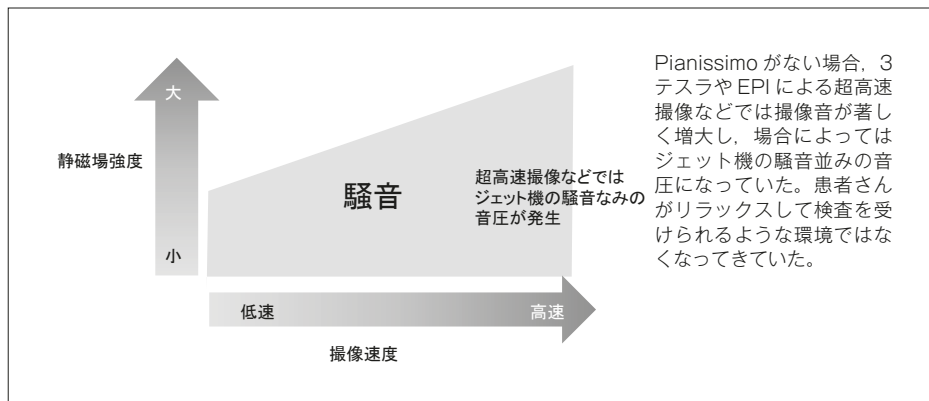 大
静磁場強度
小
騒音
超高速撮像などでは
ジェット機の騒音なみの
音圧が発生
低速
高速
撮像速度
Pianissimo がない場合，3
テスラや EPI による超高速
撮像などでは撮像音が著し
く増大し，場合によっては
ジェット機の騒音並みの音
圧になっていた。患者さん
がリラックスして検査を受
けられるような環境ではな
くなってきていた。